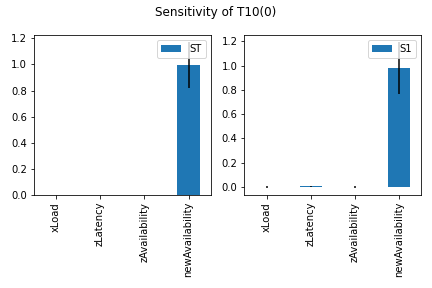 Sensitivity of T10(0)
1.2
1.0
0.8
0.6
0.4
0.2
0.0
ST
xLoad
zLatency
zAvailability
newAvailability
1.2
1.0
0.8
0.6
0.4
0.2
0.0
S1
xLoad
zLatency
zAvailability
newAvailability